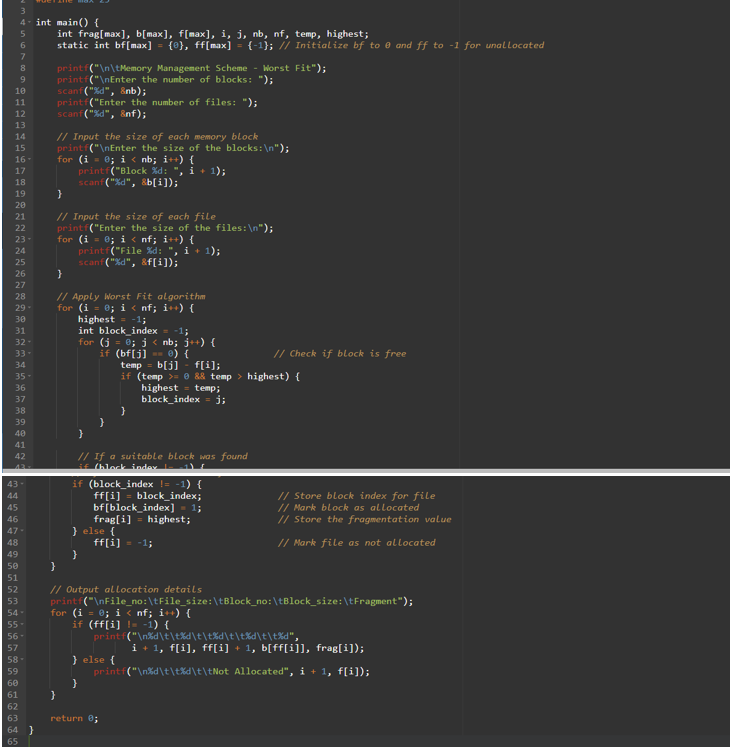 2 #define max 25
3
4 int main() {
5 int frag[max], b[max], f[max], i, j, nb, nf, temp, highest;
6 static int bf[max] = {0}, ff[max] = {-1}; // Initialize bf to 0 and ff to -1 for unallocated
7
8 printf("\n\tMemory Management Scheme - Worst Fit");
9 printf("\nEnter the number of blocks: ");
10 scanf("%d", &nb);
11 printf("Enter the number of files: ");
12 scanf("%d", &nf);
13
14 // Input the size of each memory block
15 printf("\nEnter the size of the blocks:\n");
16 for (i = 0; i < nb; i++) {
17 printf("Block %d: ", i + 1);
18 scanf("%d", &b[i]);
19 }
20
21 // Input the size of each file
22 printf("Enter the size of the files:\n");
23 for (i = 0; i < nf; i++) {
24 printf("File %d: ", i + 1);
25 scanf("%d", &f[i]);
26 }
27
28 // Apply Worst Fit algorithm
29 for (i = 0; i < nf; i++) {
30 highest = -1;
31 int block_index = -1;
32 for (j = 0; j < nb; j++) {
33 if (bf[j] == 0) { // Check if block is free
34 temp = b[j] - f[i];
35 if (temp >= 0 && temp > highest) {
36 highest = temp;
37 block_index = j;
38 }
39 }
40 }
41
42 // If a suitable block was found
43 if (block_index != -1) {
43 if (block_index != -1) {
44 ff[i] = block_index; // Store block index for file
45 bf[block_index] = 1; // Mark block as allocated
46 frag[i] = highest; // Store the fragmentation value
47 } else {
48 ff[i] = -1; // Mark file as not allocated
49 }
50 }
51
52 // Output allocation details
53 printf("\nFile_no:\tFile_size:\tBlock_no:\tBlock_size:\tFragment");
54 for (i = 0; i < nf; i++) {
55 if (ff[i] != -1) {
56 printf("\n%d\t\t%d\t\t%d\t\t%d\t\t%d",
57 i + 1, f[i], ff[i] + 1, b[ff[i]], frag[i]);
58 } else {
59 printf("\n%d\t\t%d\t\tNot Allocated", i + 1, f[i]);
60 }
61 }
62
63 return 0;
64 }
65